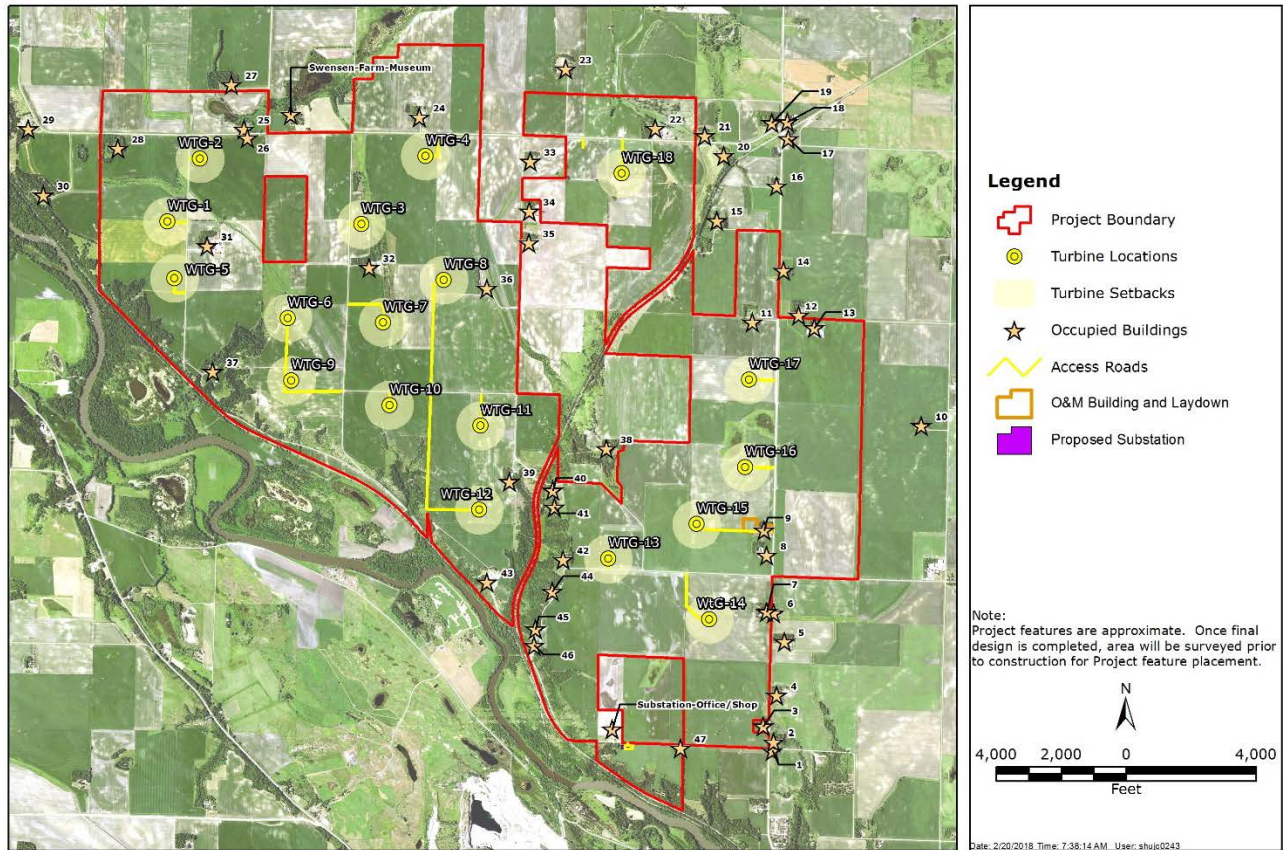 23
27
Swensen-Farm-Museum
24
29
25
26
28
WTG-2
WTG-4
33
22
21
19
18
17
20
WTG-18
16
30
34
WTG-1
WTG-3
15
31
35
32
WTG-5
WTG-8
36
14
WTG-6
WTG-7
11
12
13
37
WTG-9
WTG-17
WTG-10
WTG-11
10
38
WTG-16
39
40
41
WTG-12
WTG-15
9
8
42
WTG-13
43
44
7
6
WtG-14
45
46
5
4
Substation-Office/Shop
3
47
2
1
Legend
Project Boundary
Turbine Locations
Turbine Setbacks
Occupied Buildings
Access Roads
O&M Building and Laydown
Proposed Substation
Note:
Project features are approximate. Once final
design is completed, area will be surveyed prior
to construction for Project feature placement.
N
4,000 2,000 0 4,000
Feet
Date: 2/20/2018 Time: 7:38:14 AM User: shujc0243